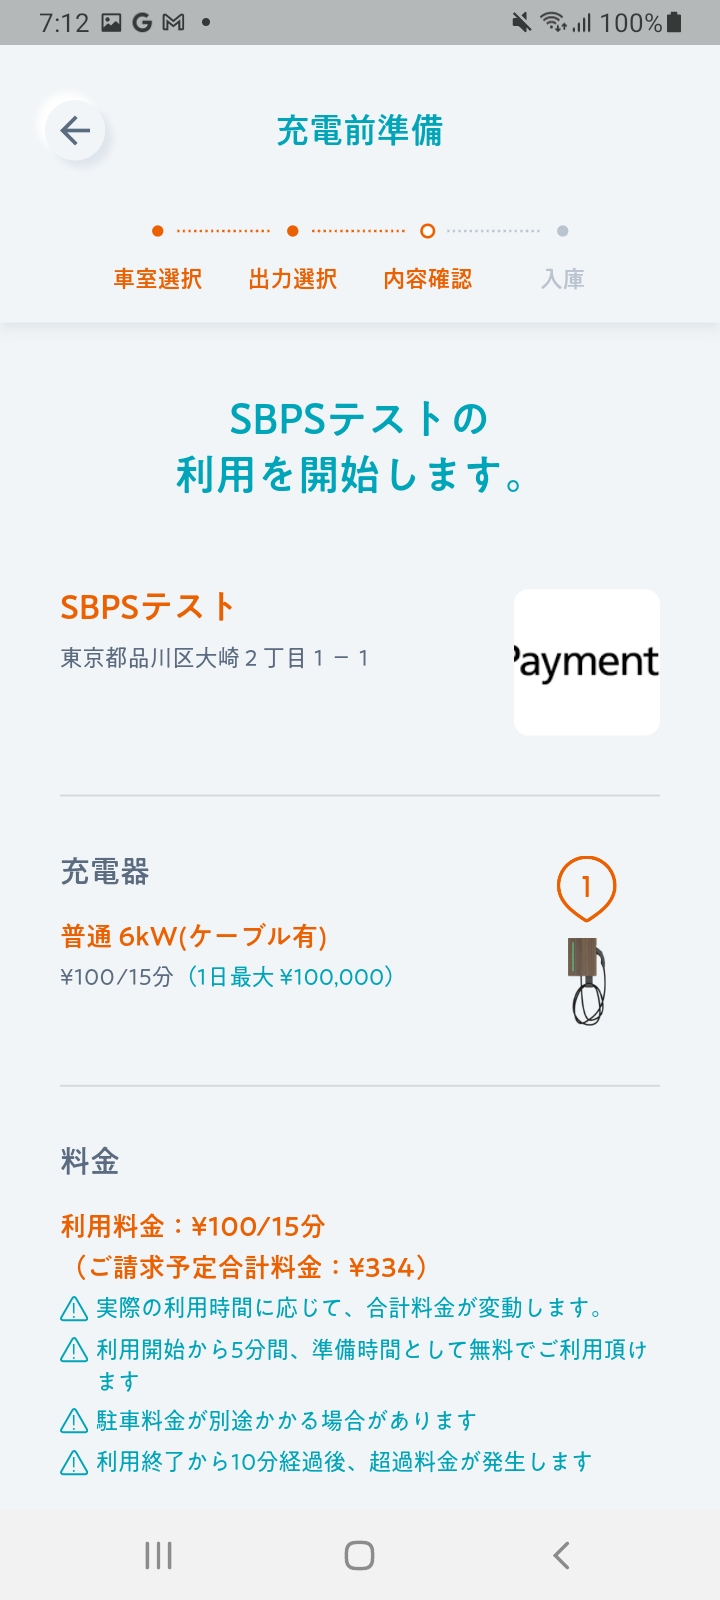 7:12
100%
充電前準備
車室選択 出力選択 内容確認 入庫
SBPSテストの
利用を開始します。
SBPSテスト
東京都品川区大崎２丁目１－１
Payment
充電器
1
普通 6kW(ケーブル有)
¥100/15分（1日最大 ¥100,000）
料金
利用料金：¥100/15分
（ご請求予定合計料金：¥334）
実際の利用時間に応じて、合計料金が変動します。
利用開始から5分間、準備時間として無料でご利用頂け
ます
駐車料金が別途かかる場合があります
利用終了から10分経過後、超過料金が発生します